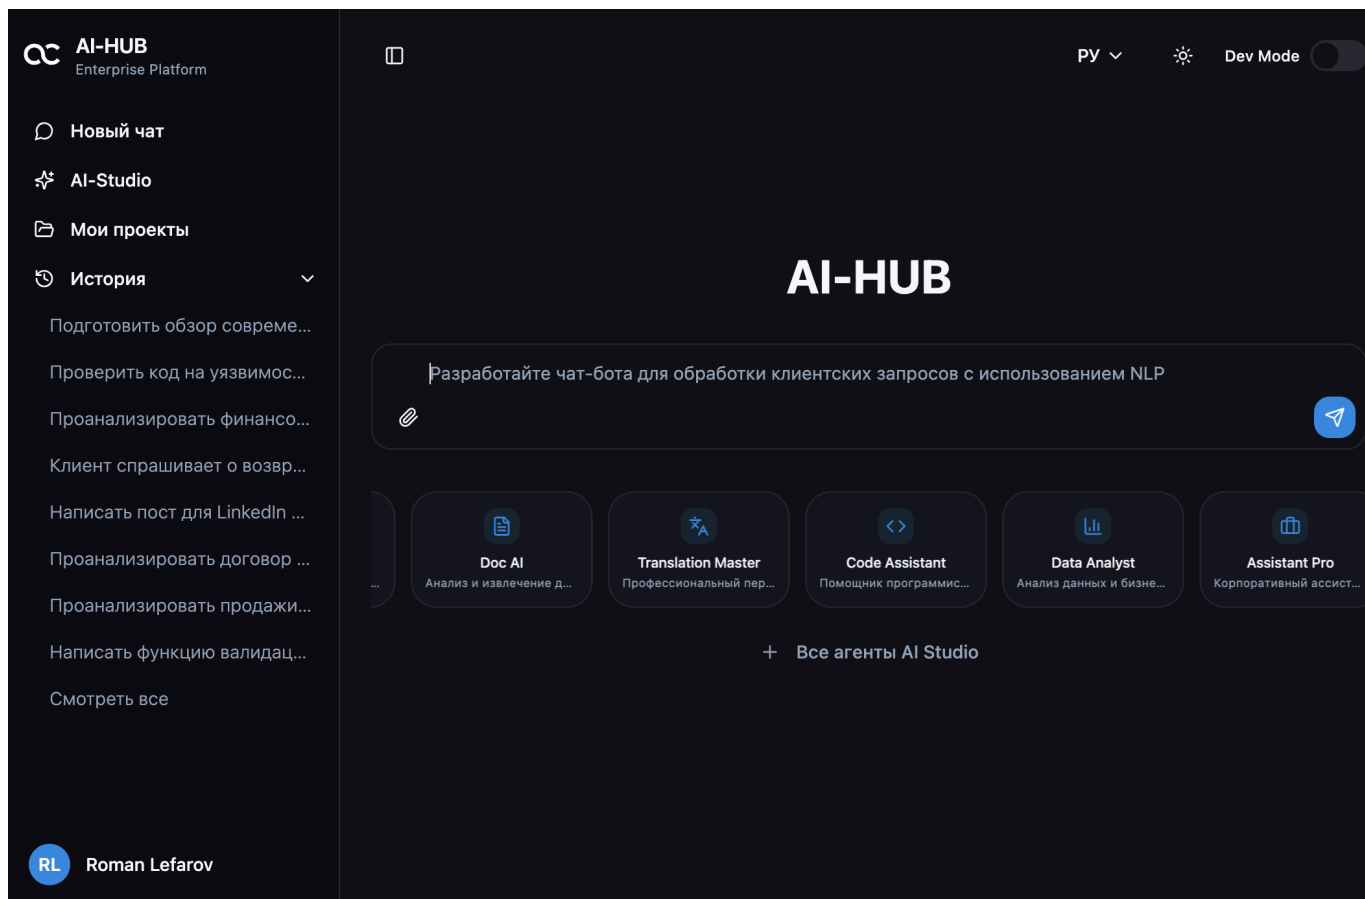 AI-HUB
Enterprise Platform
Новый чат
AI-Studio
Мои проекты
История
Подготовить обзор совреме...
Проверить код на уязвимос...
Проанализировать финансо...
Клиент спрашивает о возвр...
Написать пост для LinkedIn ...
Проанализировать договор ...
Проанализировать продажи...
Написать функцию валидац...
Смотреть все
RL
Roman Lefarov
РУ
Dev Mode
AI-HUB
Разработайте чат-бота для обработки клиентских запросов с использованием NLP
...
Doc AI
Анализ и извлечение д...
Translation Master
Профессиональный пер...
Code Assistant
Помощник программис...
Data Analyst
Анализ данных и бизне...
Assistant Pro
Корпоративный ассист...
+ Все агенты AI Studio